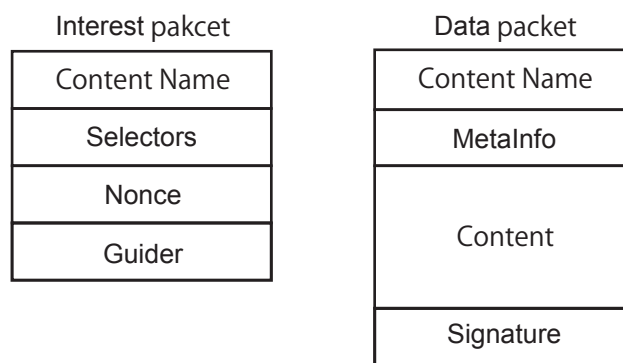 Interest pakcet
Content Name
Selectors
Nonce
Guider
Data packet
Content Name
MetaInfo
Content
Signature